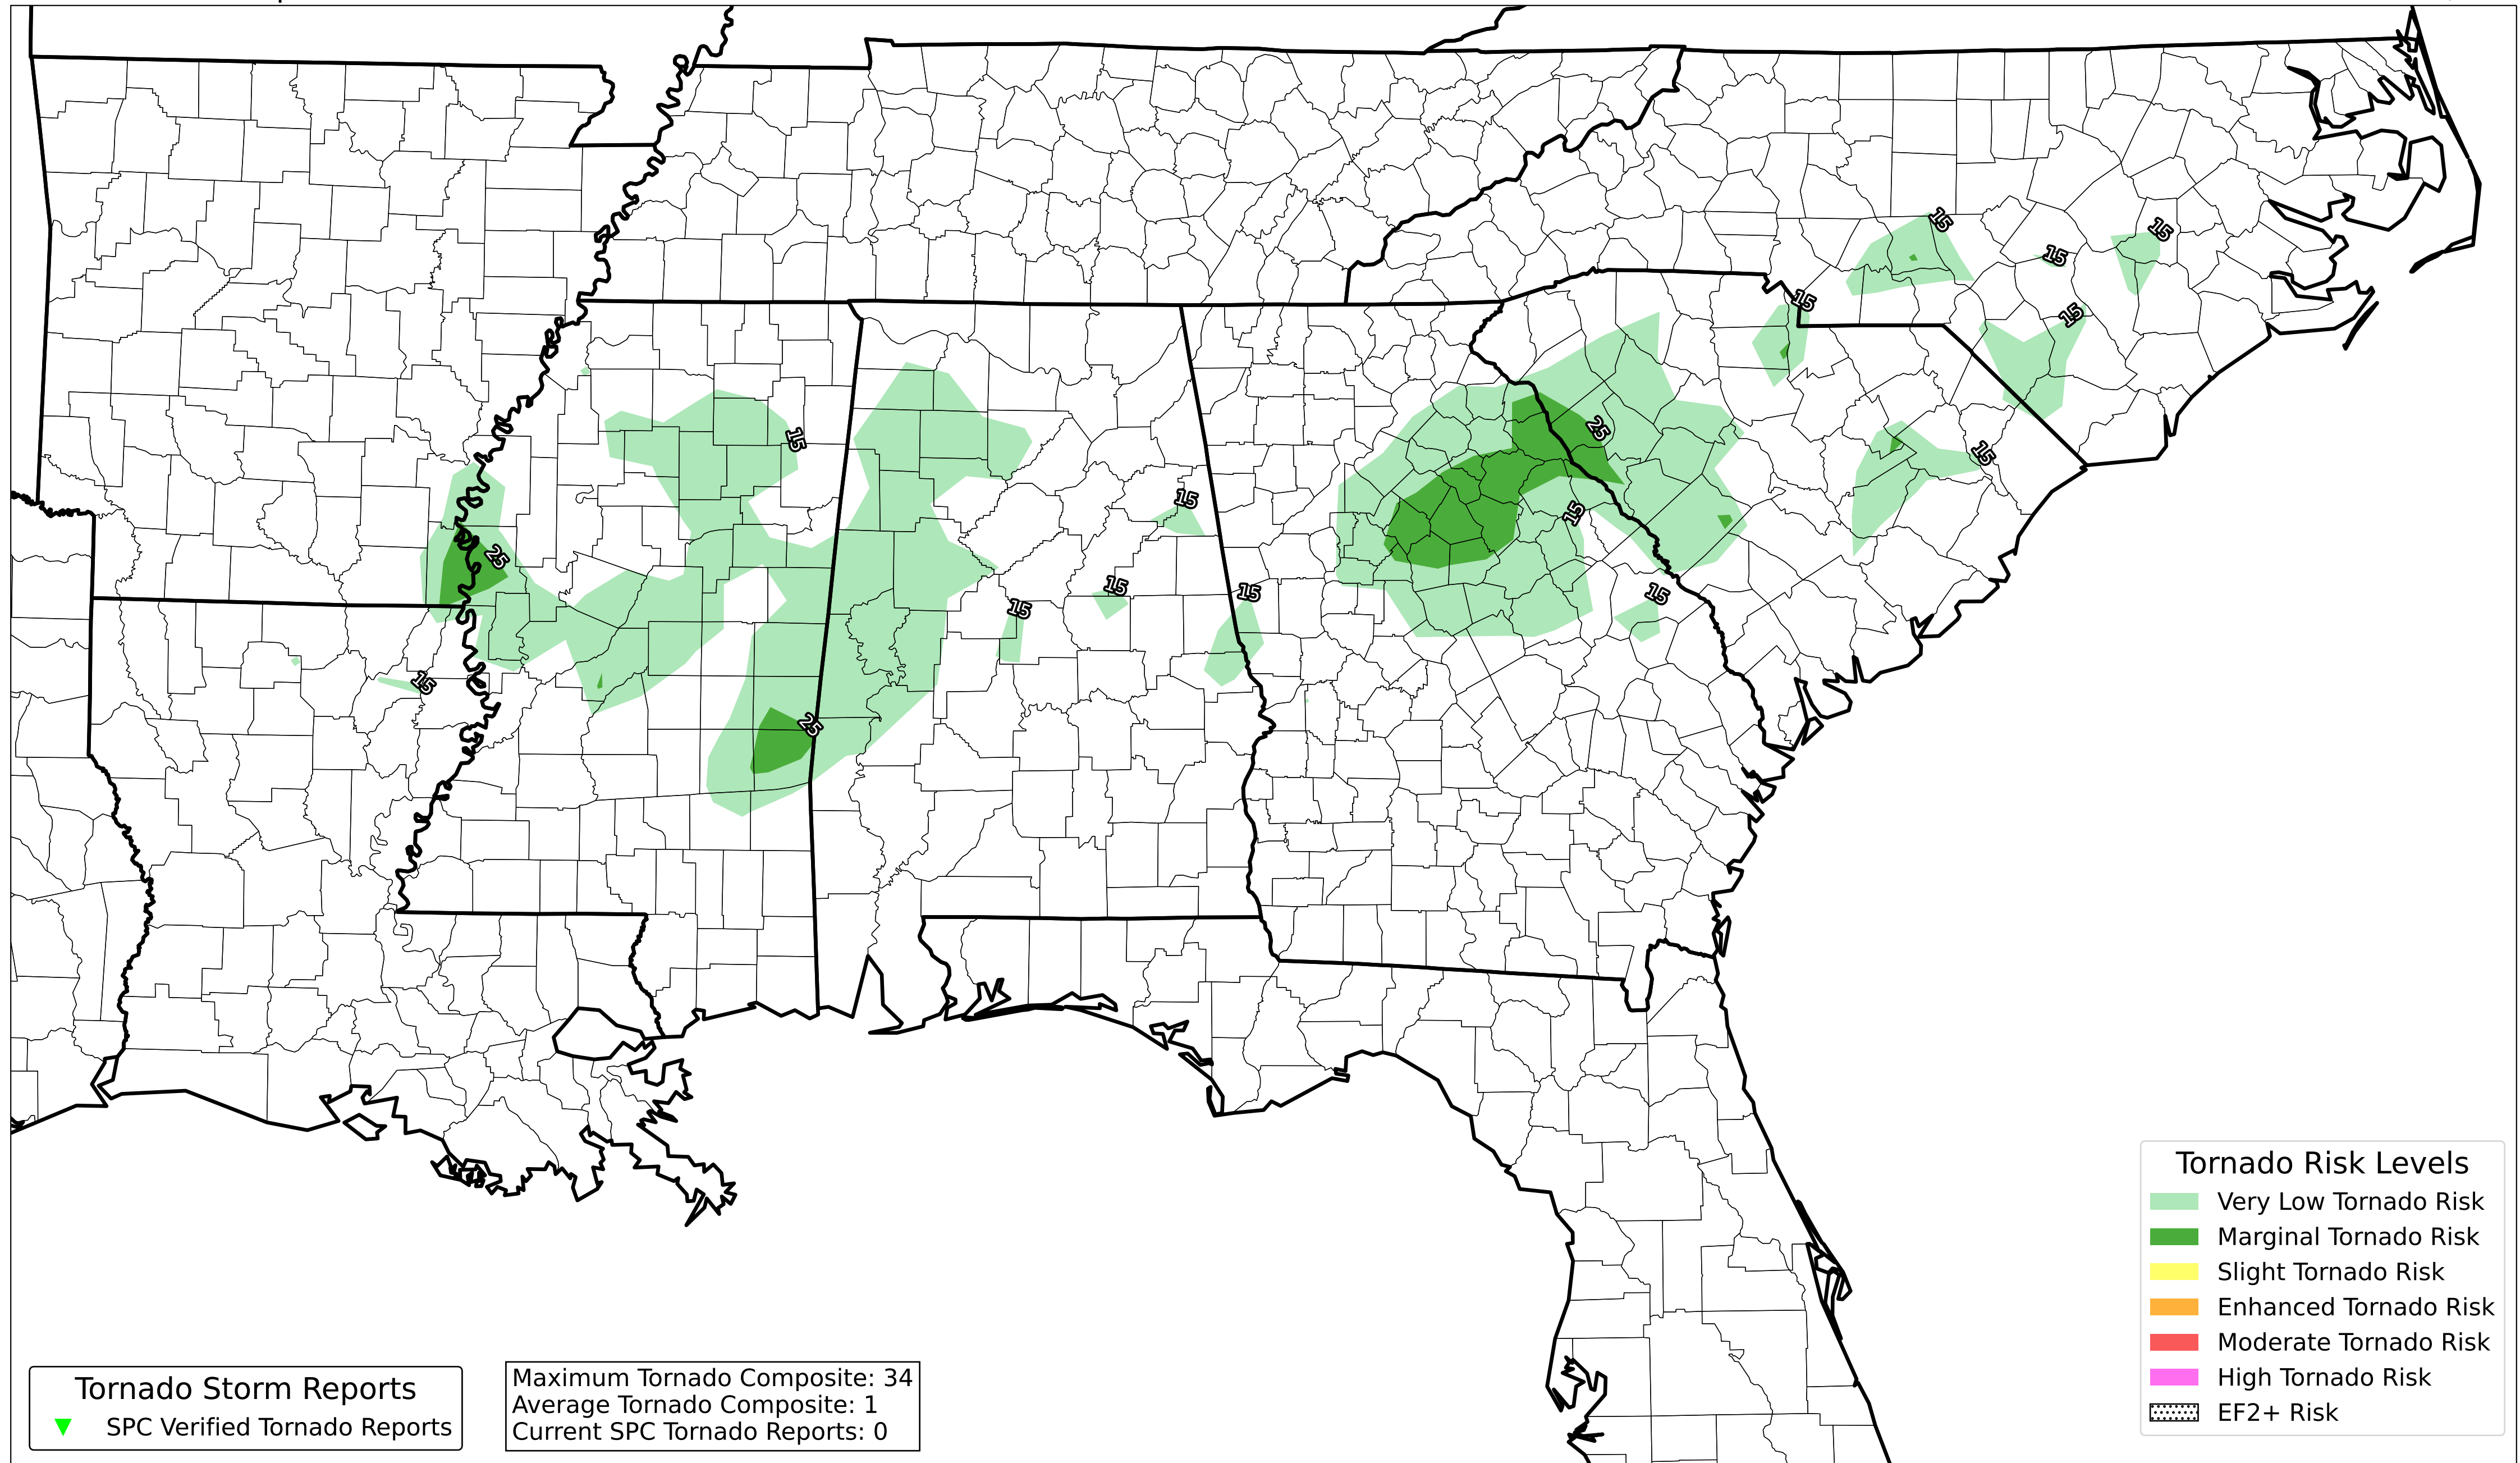 15
15
15
15
15
15
25
15
15
25
15
15
15
15
15
15
25
Tornado Risk Levels
Very Low Tornado Risk
Marginal Tornado Risk
Slight Tornado Risk
Enhanced Tornado Risk
Moderate Tornado Risk
High Tornado Risk
EF2+ Risk
Tornado Storm Reports
SPC Verified Tornado Reports
Maximum Tornado Composite: 34
Average Tornado Composite: 1
Current SPC Tornado Reports: 0